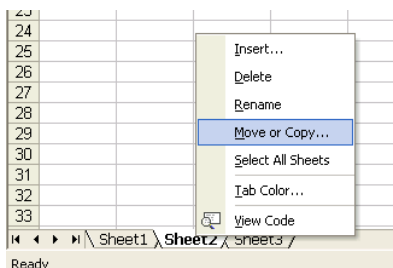 23
24
25
26
27
28
29
30
31
32
33
Insert...
Delete
Rename
Move or Copy...
Select All Sheets
Tab Color...
View Code
Sheet1 Sheet2 Sheet3
Ready